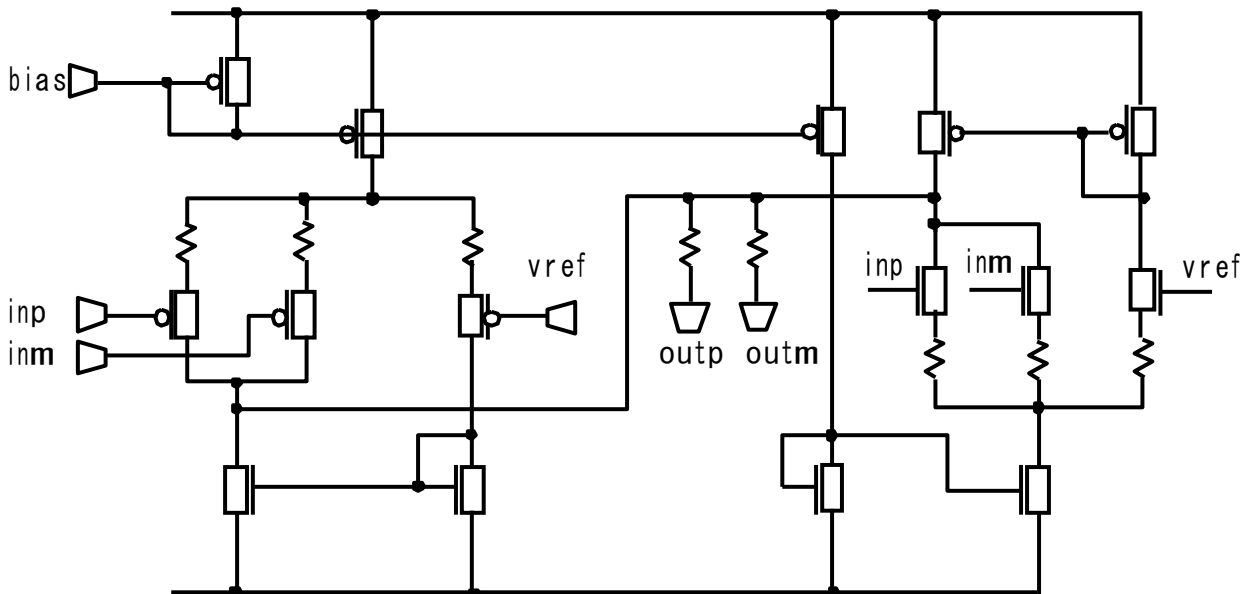 bias
inp
inm
vref
outp outm
inp
inm
vref